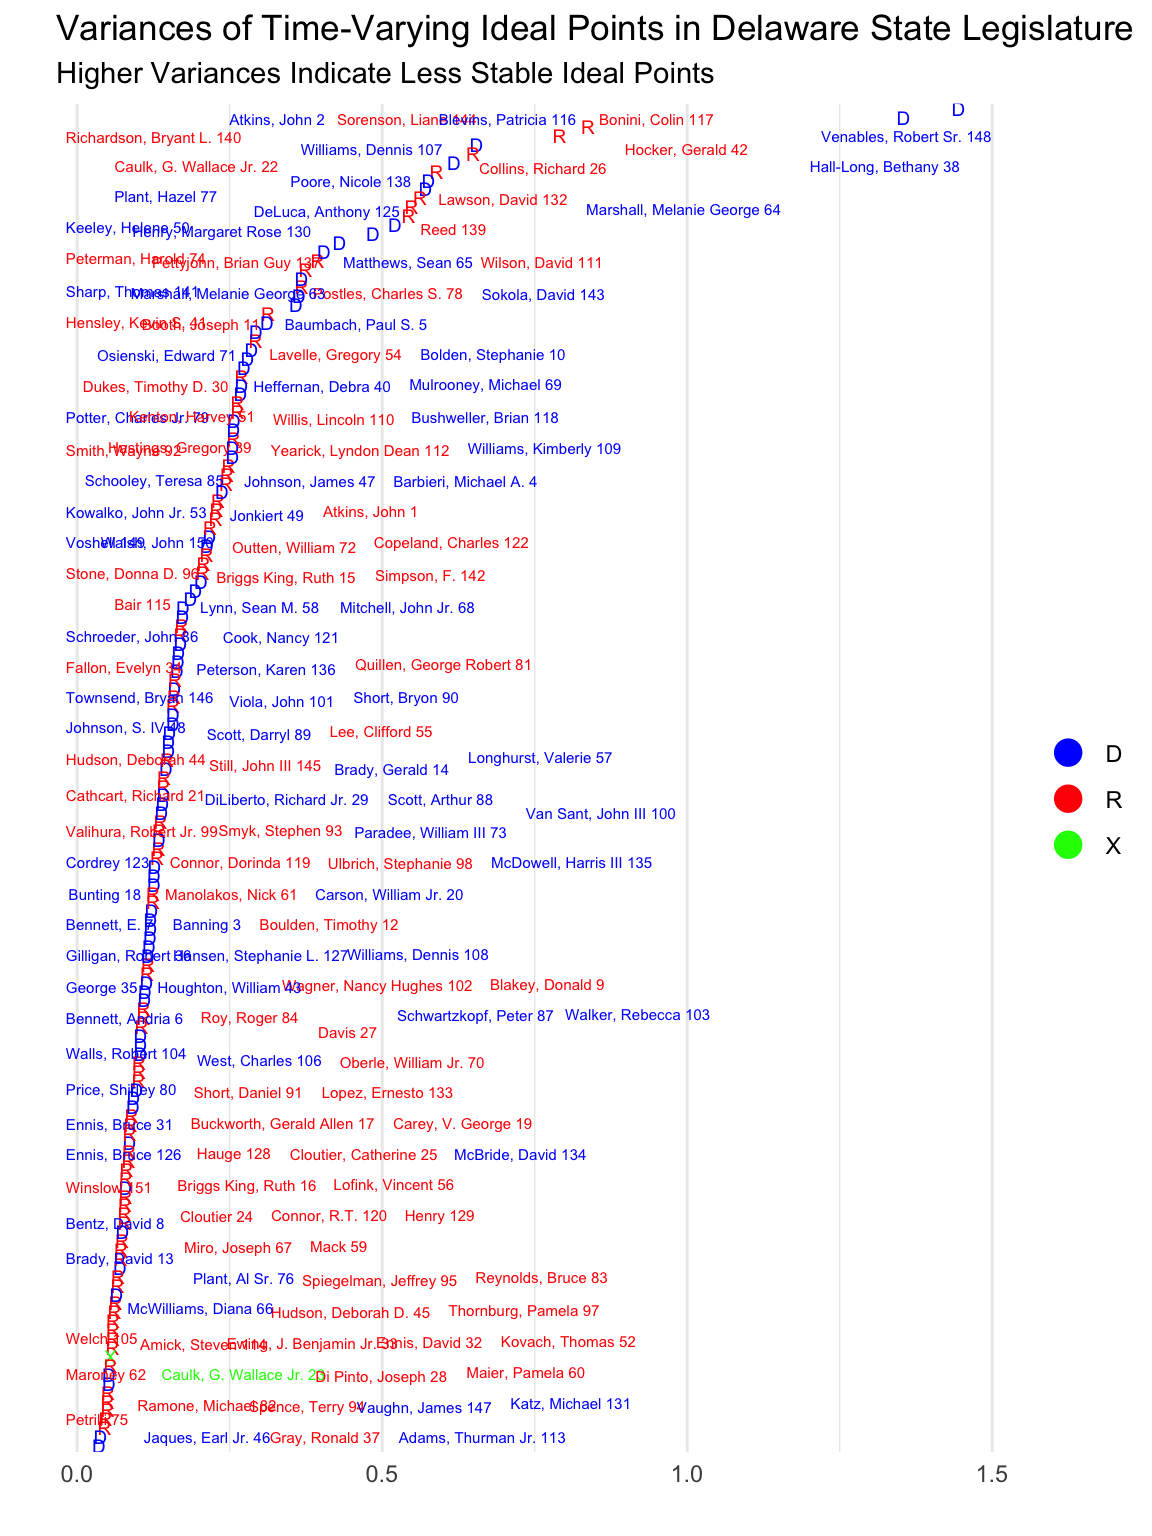 Variances of Time-Varying Ideal Points in Delaware State Legislature
Higher Variances Indicate Less Stable Ideal Points
Atkins, John 2 Sorenson, Liane 144 Blevins, Patricia 116 Bonini, Colin 117
Richardson, Bryant L. 140 Venables, Robert Sr. 148
Williams, Dennis 107 Hocker, Gerald 42
Caulk, G. Wallace Jr. 22 Collins, Richard 26 Hall-Long, Bethany 38
Poore, Nicole 138
Plant, Hazel 77 Lawson, David 132
DeLuca, Anthony 125 Marshall, Melanie George 64
Keeley, Helene 50 Henry, Margaret Rose 130 Reed 139
Peterman, Harold 74 Pettyjohn, Brian Guy 137 Matthews, Sean 65 Wilson, David 111
Sharp, Thomas 141 Marshall, Melanie George 63 Postles, Charles S. 78 Sokola, David 143
Hensley, Kevin S. 41 Booth, Joseph 11 Baumbach, Paul S. 5
Osienski, Edward 71 Lavelle, Gregory 54 Bolden, Stephanie 10
Dukes, Timothy D. 30 Heffernan, Debra 40 Mulrooney, Michael 69
Potter, Charles Jr. 79 Kenton, Harvey 51 Willis, Lincoln 110 Bushweller, Brian 118
Smith, Wayne 92 Hastings, Gregory 39 Yearick, Lyndon Dean 112 Williams, Kimberly 109
Schooley, Teresa 85 Johnson, James 47 Barbieri, Michael A. 4
Kowalko, John Jr. 53 Jonkiert 49 Atkins, John 1
Voshell 149 Walsh, John 150 Outten, William 72 Copeland, Charles 122
Stone, Donna D. 96 Briggs King, Ruth 15 Simpson, F. 142
Bair 115 Lynn, Sean M. 58 Mitchell, John Jr. 68
Schroeder, John 86 Cook, Nancy 121
Fallon, Evelyn 34 Peterson, Karen 136 Quillen, George Robert 81
Townsend, Bryan 146 Viola, John 101 Short, Bryon 90
Johnson, S. IV 48 Scott, Darryl 89 Lee, Clifford 55
Hudson, Deborah 44 Still, John III 145 Brady, Gerald 14 Longhurst, Valerie 57
D
R
X
Cathcart, Richard 21 DiLiberto, Richard Jr. 29 Scott, Arthur 88
Van Sant, John III 100
Valihura, Robert Jr. 99 Smyk, Stephen 93 Paradee, William III 73
Cordrey 123 Connor, Dorinda 119 Ulbrich, Stephanie 98 McDowell, Harris III 135
Bunting 18 Manolakos, Nick 61 Carson, William Jr. 20
Bennett, E. 7 Banning 3 Boulden, Timothy 12
Gilligan, Robert 36 Hansen, Stephanie L. 127 Williams, Dennis 108
George 35 Houghton, William 43 Wagner, Nancy Hughes 102 Blakey, Donald 9
Bennett, Andria 6 Roy, Roger 84 Schwartzkopf, Peter 87 Walker, Rebecca 103
Davis 27
Walls, Robert 104 West, Charles 106 Oberle, William Jr. 70
Price, Shirley 80 Short, Daniel 91 Lopez, Ernesto 133
Ennis, Bruce 31 Buckworth, Gerald Allen 17 Carey, V. George 19
Ennis, Bruce 126 Hauge 128 Cloutier, Catherine 25 McBride, David 134
Winslow 151 Briggs King, Ruth 16 Lofink, Vincent 56
Bentz, David 8 Cloutier 24 Connor, R.T. 120 Henry 129
Brady, David 13 Miro, Joseph 67 Mack 59
Plant, Al Sr. 76 Spiegelman, Jeffrey 95 Reynolds, Bruce 83
McWilliams, Diana 66 Hudson, Deborah D. 45 Thornburg, Pamela 97
Welch 105 Amick, Steven 114 Ewing, J. Benjamin Jr. 33 Ennis, David 32 Kovach, Thomas 52
Maroney 62 Caulk, G. Wallace Jr. 23 Di Pinto, Joseph 28 Maier, Pamela 60
Petrilli 75 Ramone, Michael 82 Spence, Terry 94 Vaughn, James 147 Katz, Michael 131
Jaques, Earl Jr. 46 Gray, Ronald 37 Adams, Thurman Jr. 113
0.0 0.5 1.0 1.5